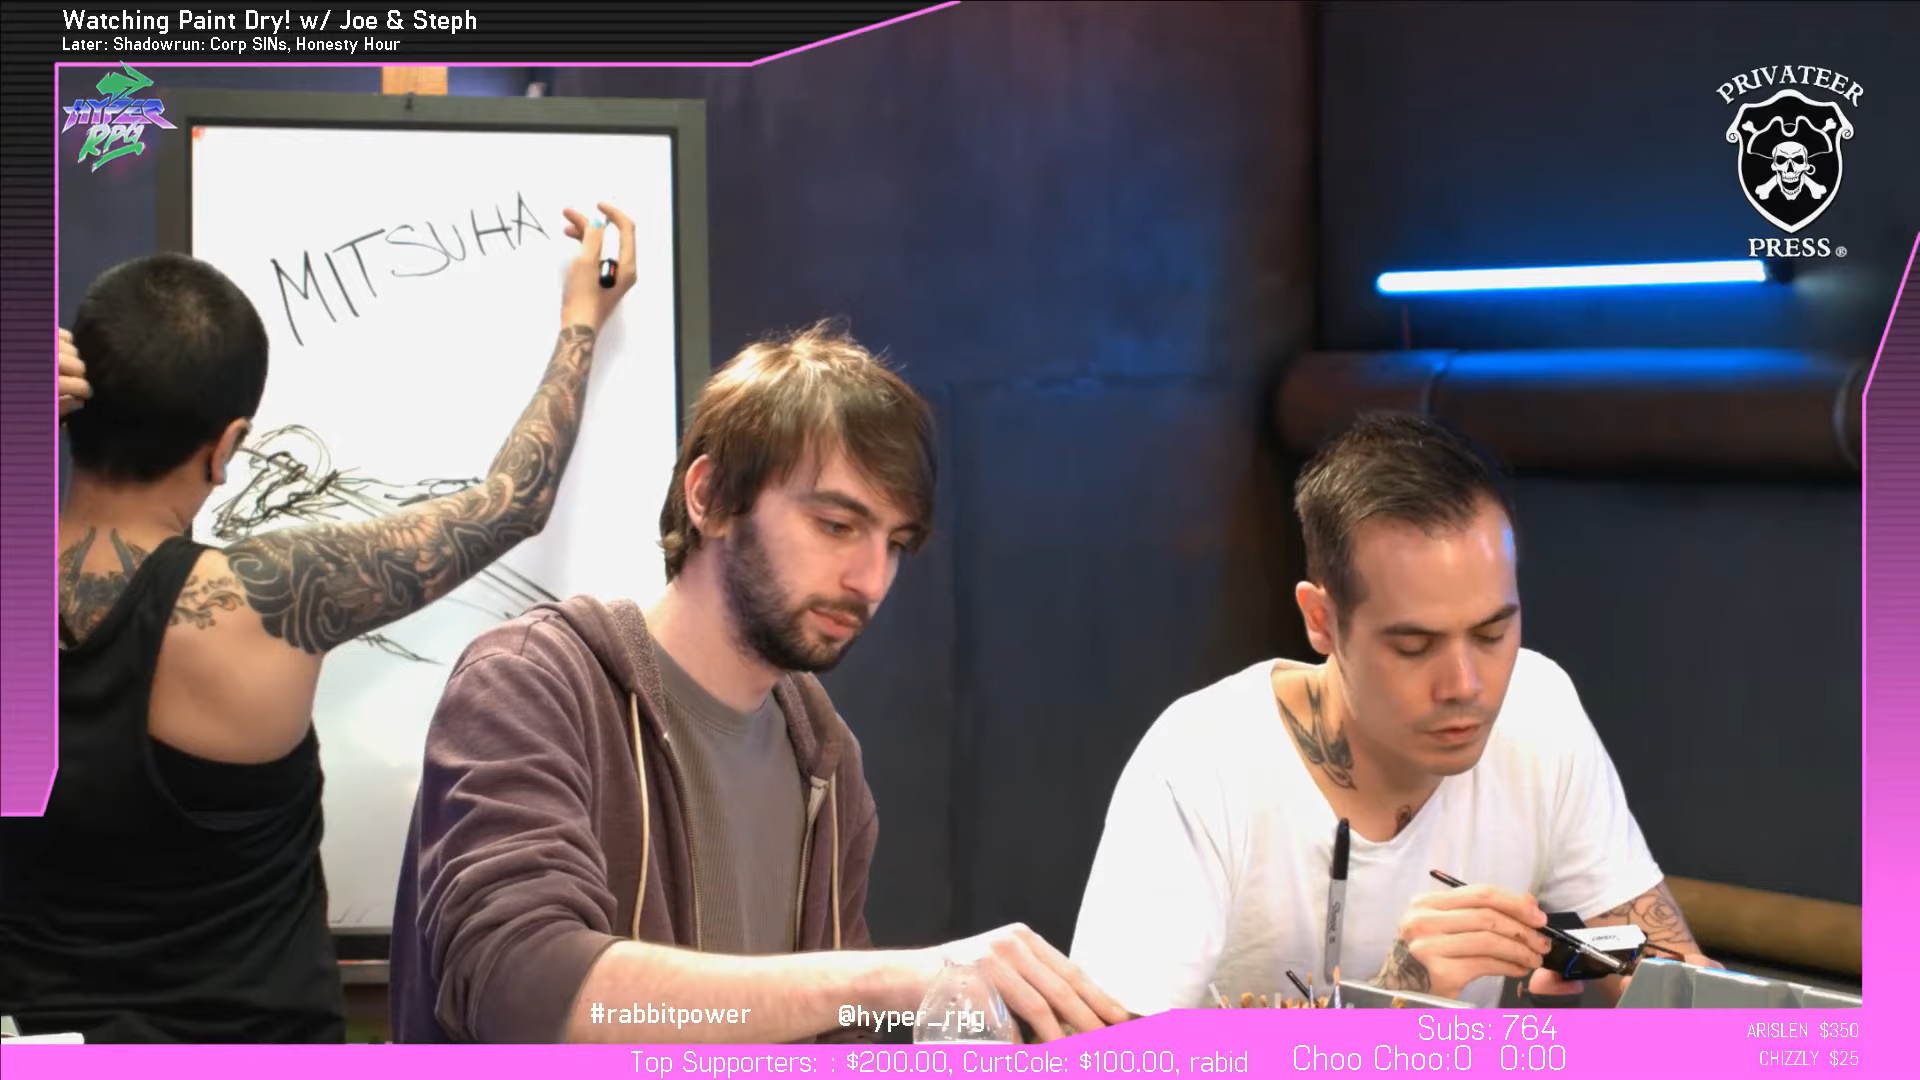 Watching Paint Dry! w/ Joe & Steph
Later: Shadowrun: Corp SINs, Honesty Hour
HYPER
RPG
PRIVATEER
PRESS®
MITSUHA
Sharpie
#rabbitpower
@hyper_rpg
Subs: 764
ARISLEN $350
Top Supporters: : $200.00, CurtCole: $100.00, rabid
Choo Choo:0 0:00
CHIZZLY $25